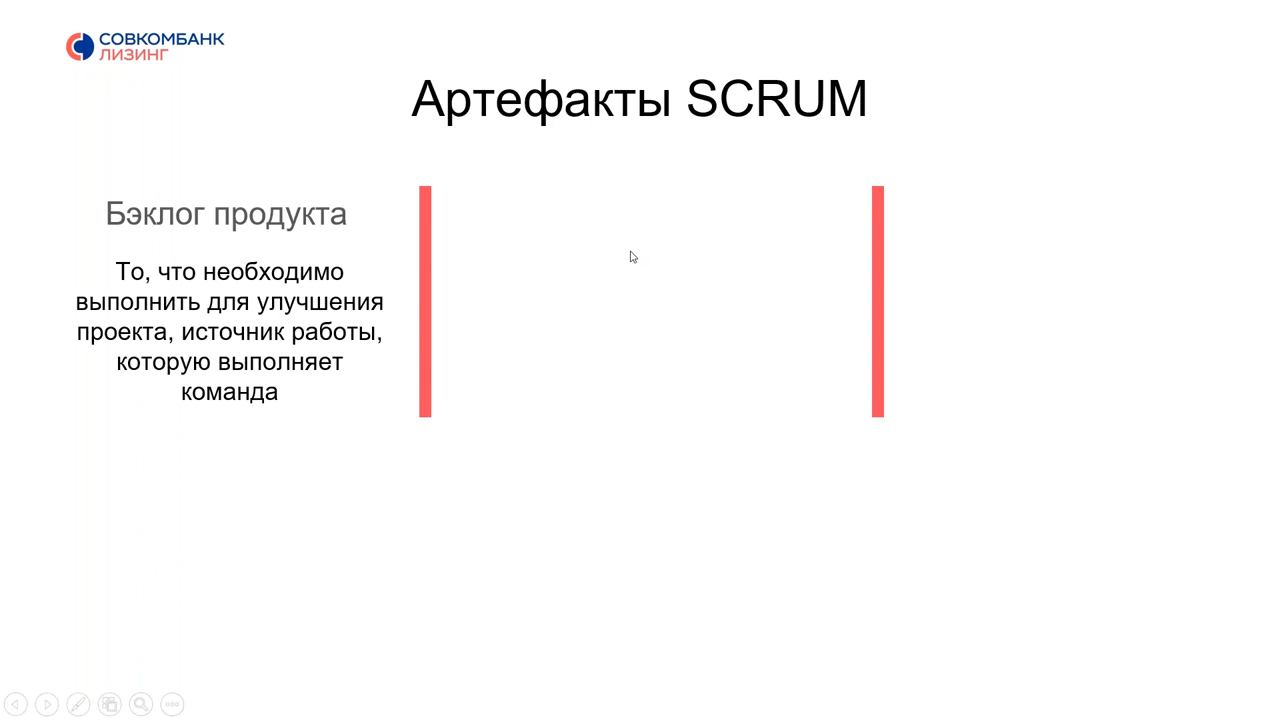 СОВКОМБАНК
ЛИЗИНГ
Артефакты SCRUM
Бэклог продукта
То, что необходимо
выполнить для улучшения
проекта, источник работы,
которую выполняет
команда